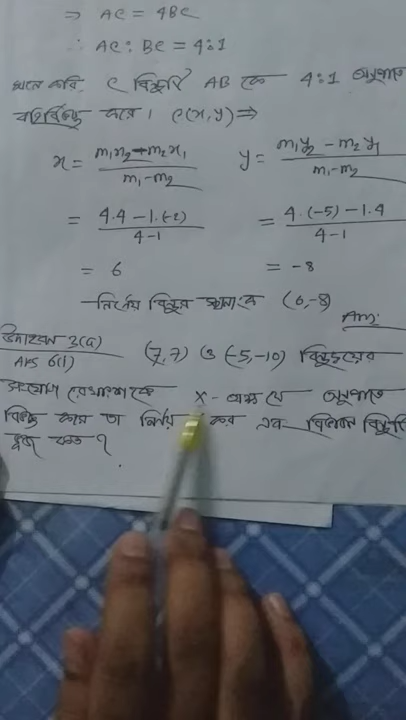 ⇒ AC = 4BC
∴ AC : BC = 4:1
মনে করি C বিন্দুটি AB কে 4:1 অনুপাতে
বহির্বিভক্ত করে। C(x,y) ⇒
x = (m₁x₂ - m₂x₁)/(m₁-m₂) y = (m₁y₂ - m₂y₁)/(m₁-m₂)
= (4.4 - 1.(-2))/(4-1) = (4.(-5) - 1.4)/(4-1)
= 6 = -8
নির্ণেয় বিন্দুর স্থানাংক (6,-8)
Ans:
উদাহরণ 3(a) (7,7) ও (-5,-10) বিন্দুদ্বয়ের
সংযোগ রেখাংশকে x- অক্ষ যে অনুপাতে
বিভক্ত করে তা নির্ণয় কর এবং বিভাজন বিন্দুটি
ভুজ কত?